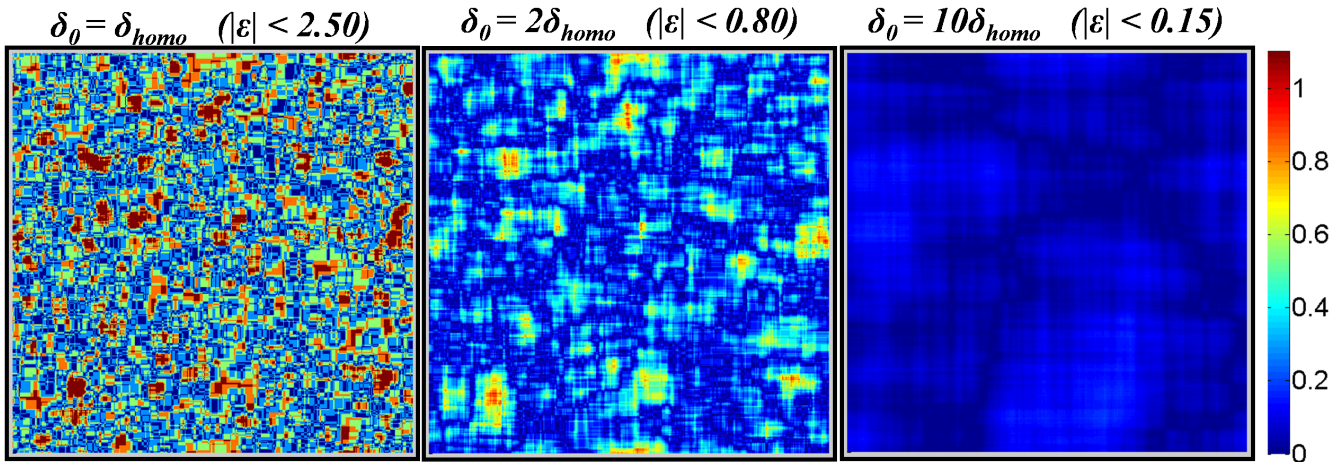 δ₀ = δₕₒₘₒ (|ε| < 2.50)
δ₀ = 2δₕₒₘₒ (|ε| < 0.80)
δ₀ = 10δₕₒₘₒ (|ε| < 0.15)
1
0.8
0.6
0.4
0.2
0